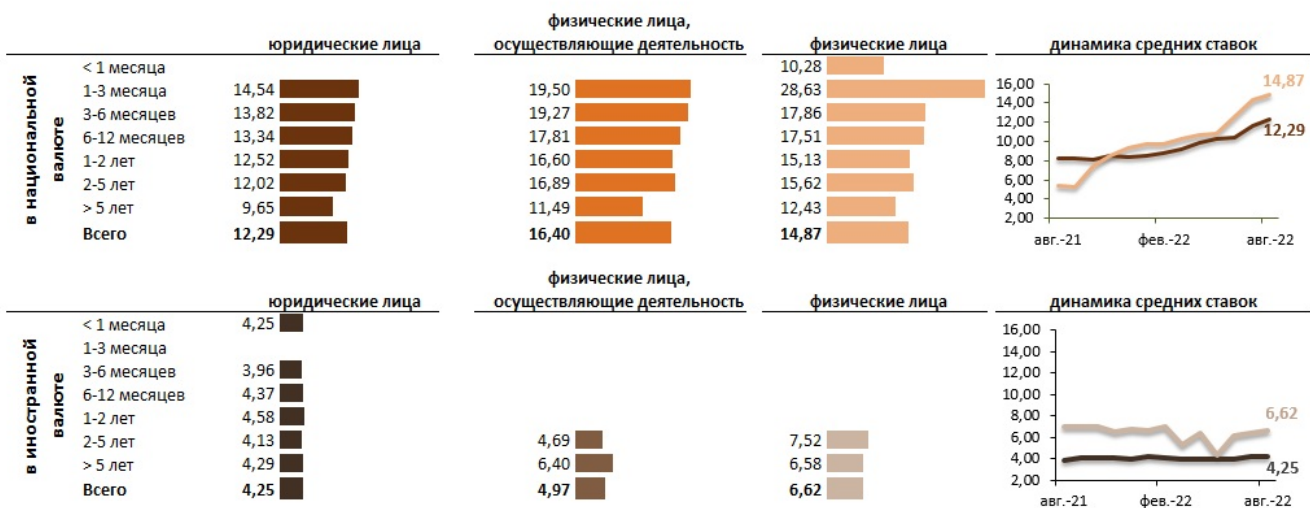 физические лица,
юридические лица осуществляющие деятельность физические лица динамика средних ставок
в национальной валюте
< 1 месяца 10,28
1-3 месяца 14,54 19,50 28,63
3-6 месяцев 13,82 19,27 17,86
6-12 месяцев 13,34 17,81 17,51
1-2 лет 12,52 16,60 15,13
2-5 лет 12,02 16,89 15,62
> 5 лет 9,65 11,49 12,43
Всего 12,29 16,40 14,87
16,00
14,00
12,00
10,00
8,00
6,00
4,00
2,00
14,87
12,29
авг.-21 фев.-22 авг.-22
физические лица,
юридические лица осуществляющие деятельность физические лица динамика средних ставок
в иностранной валюте
< 1 месяца 4,25
1-3 месяца
3-6 месяцев 3,96
6-12 месяцев 4,37
1-2 лет 4,58
2-5 лет 4,13 4,69 7,52
> 5 лет 4,29 6,40 6,58
Всего 4,25 4,97 6,62
16,00
14,00
12,00
10,00
8,00
6,00
4,00
2,00
6,62
4,25
авг.-21 фев.-22 авг.-22